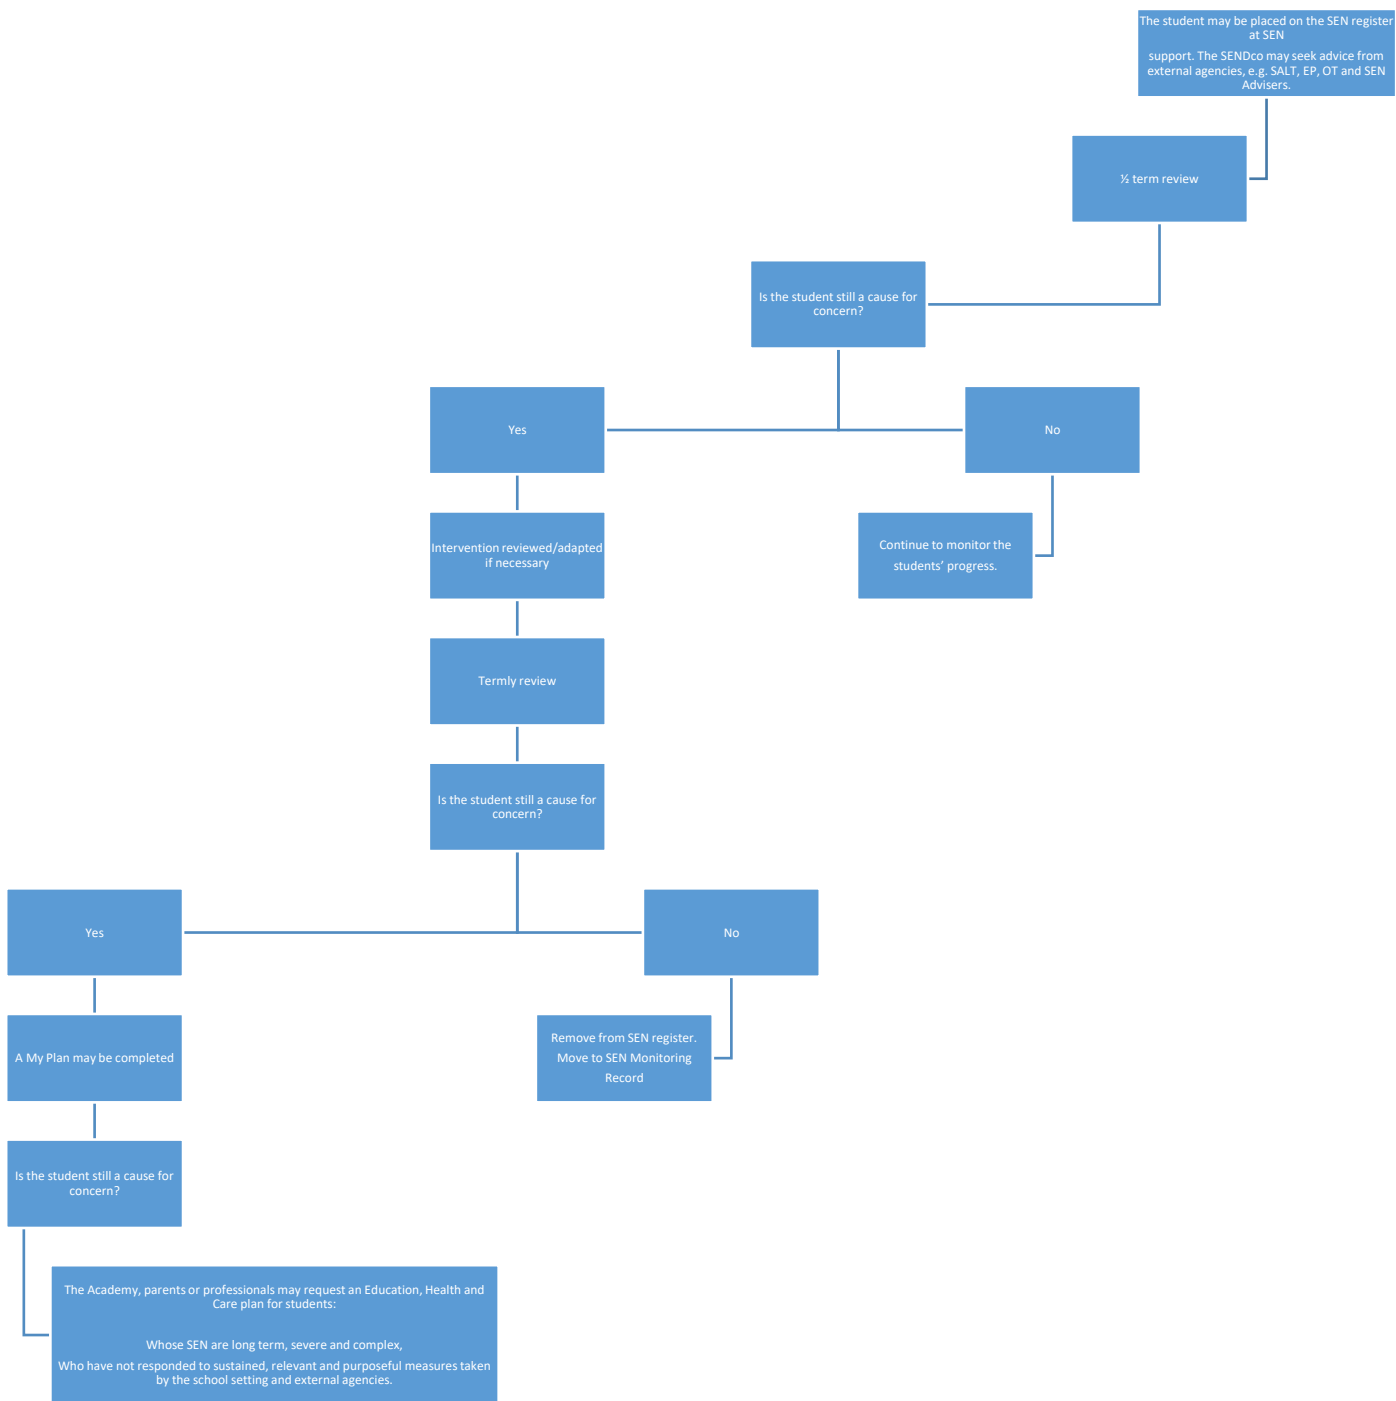 The student may be placed on the SEN register
at SEN
support. The SENDco may seek advice from
external agencies, e.g. SALT, EP, OT and SEN
Advisers.
½ term review
Is the student still a cause for
concern?
Yes
No
Intervention reviewed/adapted
if necessary
Continue to monitor the
students’ progress.
Termly review
Is the student still a cause for
concern?
Yes
No
A My Plan may be completed
Remove from SEN register.
Move to SEN Monitoring
Record
Is the student still a cause for
concern?
The Academy, parents or professionals may request an Education, Health and
Care plan for students:
Whose SEN are long term, severe and complex,
Who have not responded to sustained, relevant and purposeful measures taken
by the school setting and external agencies.